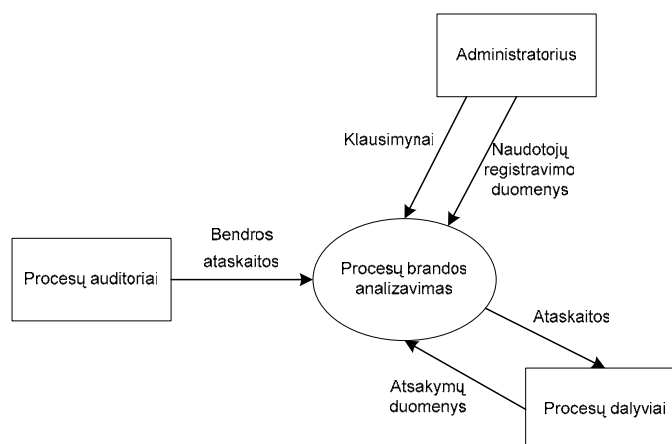 Administratorius
Klausimynai
Naudotojų
registravimo
duomenys
Bendros
ataskaitos
Procesų auditoriai
Procesų brandos
analizavimas
Ataskaitos
Atsakymų
duomenys
Procesų dalyviai